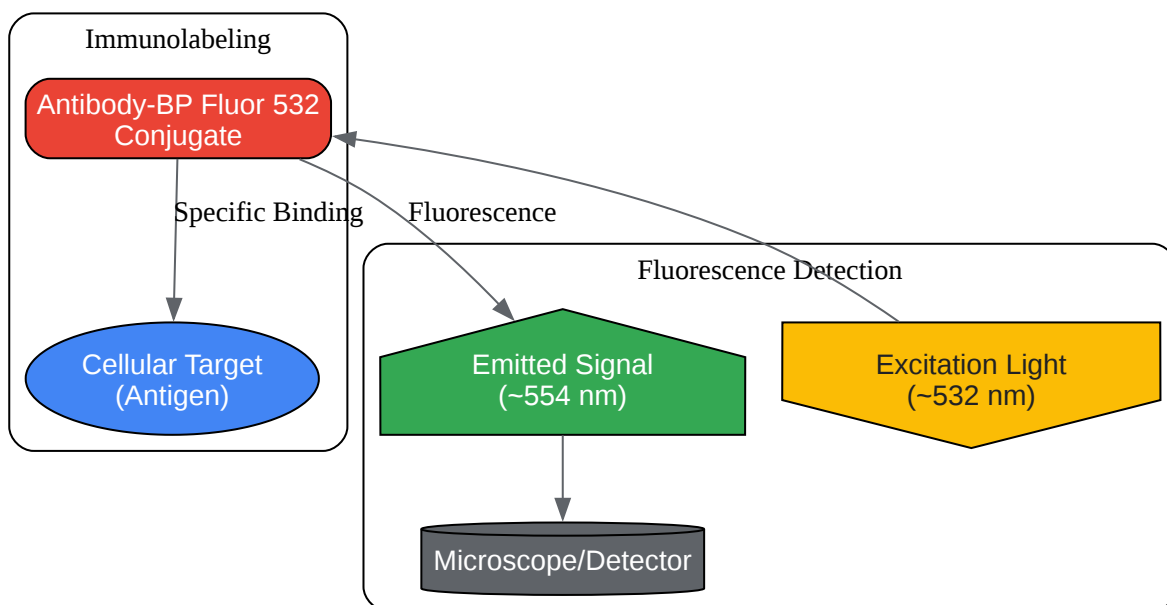 Immunolabeling
Antibody-BP Fluor 532
Conjugate
Specific Binding
Fluorescence
Fluorescence Detection
Cellular Target
(Antigen)
Emitted Signal
(~554 nm)
Excitation Light
(~532 nm)
Microscope/Detector